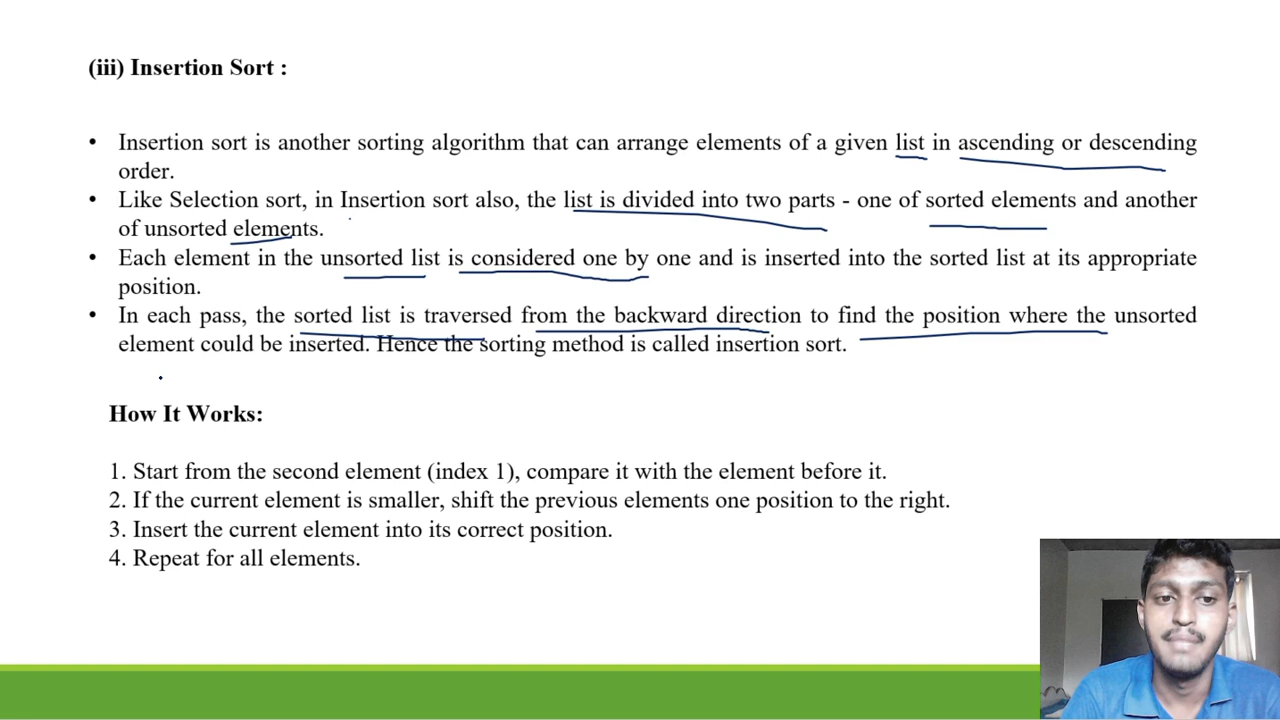 (iii) Insertion Sort :
• Insertion sort is another sorting algorithm that can arrange elements of a given list in ascending or descending
order.
• Like Selection sort, in Insertion sort also, the list is divided into two parts - one of sorted elements and another
of unsorted elements.
• Each element in the unsorted list is considered one by one and is inserted into the sorted list at its appropriate
position.
• In each pass, the sorted list is traversed from the backward direction to find the position where the unsorted
element could be inserted. Hence the sorting method is called insertion sort.
How It Works:
1. Start from the second element (index 1), compare it with the element before it.
2. If the current element is smaller, shift the previous elements one position to the right.
3. Insert the current element into its correct position.
4. Repeat for all elements.